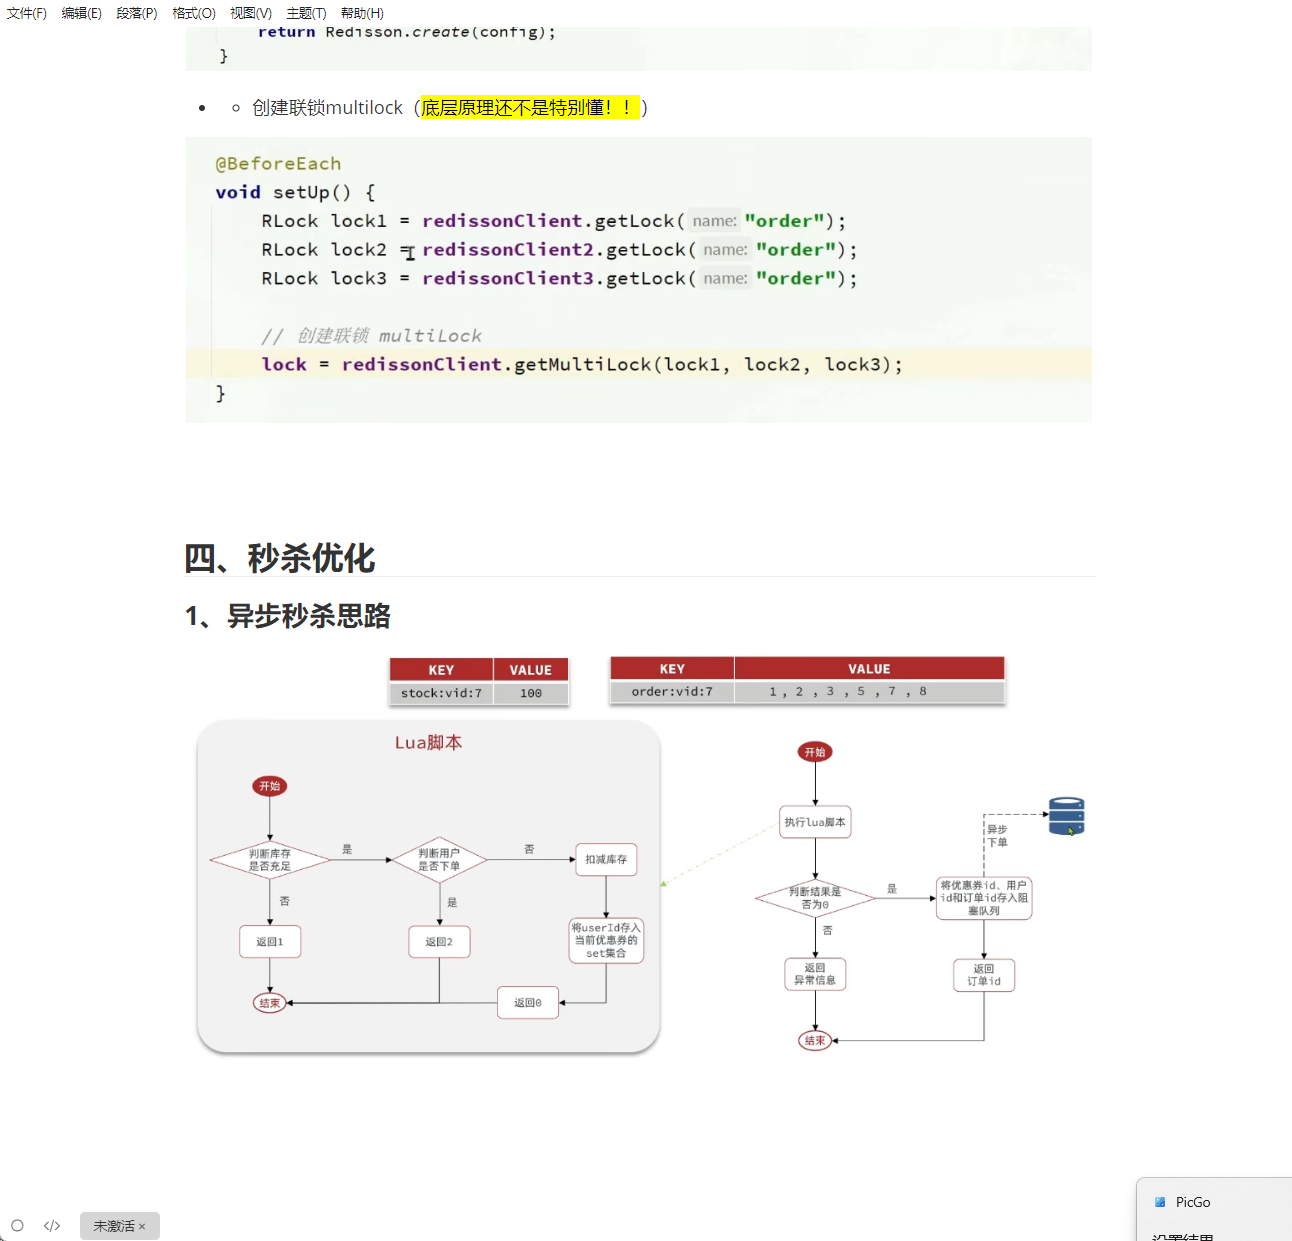 文件(F) 编辑(E) 段落(P) 格式(O) 视图(V) 主题(T) 帮助(H)
return Redisson.create(config);
}
创建联锁multilock（底层原理还不是特别懂！！）
@BeforeEach
void setUp() {
RLock lock1 = redissonClient.getLock( name: "order");
RLock lock2 = redissonClient2.getLock( name: "order");
RLock lock3 = redissonClient3.getLock( name: "order");
// 创建联锁 multiLock
lock = redissonClient.getMultiLock(lock1, lock2, lock3);
}
四、秒杀优化
1、异步秒杀思路
KEY VALUE
stock:vid:7 100
KEY VALUE
order:vid:7 1 , 2 , 3 , 5 , 7 , 8
Lua脚本
开始
判断库存
是否充足
是
判断用户
是否下单
否
扣减库存
否
是
返回1
返回2
将userId存入
当前优惠券的
set集合
结束
返回0
开始
执行lua脚本
异步
下单
判断结果是
否为0
是
将优惠券id、用户
id和订单id存入阻
塞队列
否
返回
异常信息
返回
订单id
结束
</> 未激活 ×
PicGo
设置结果